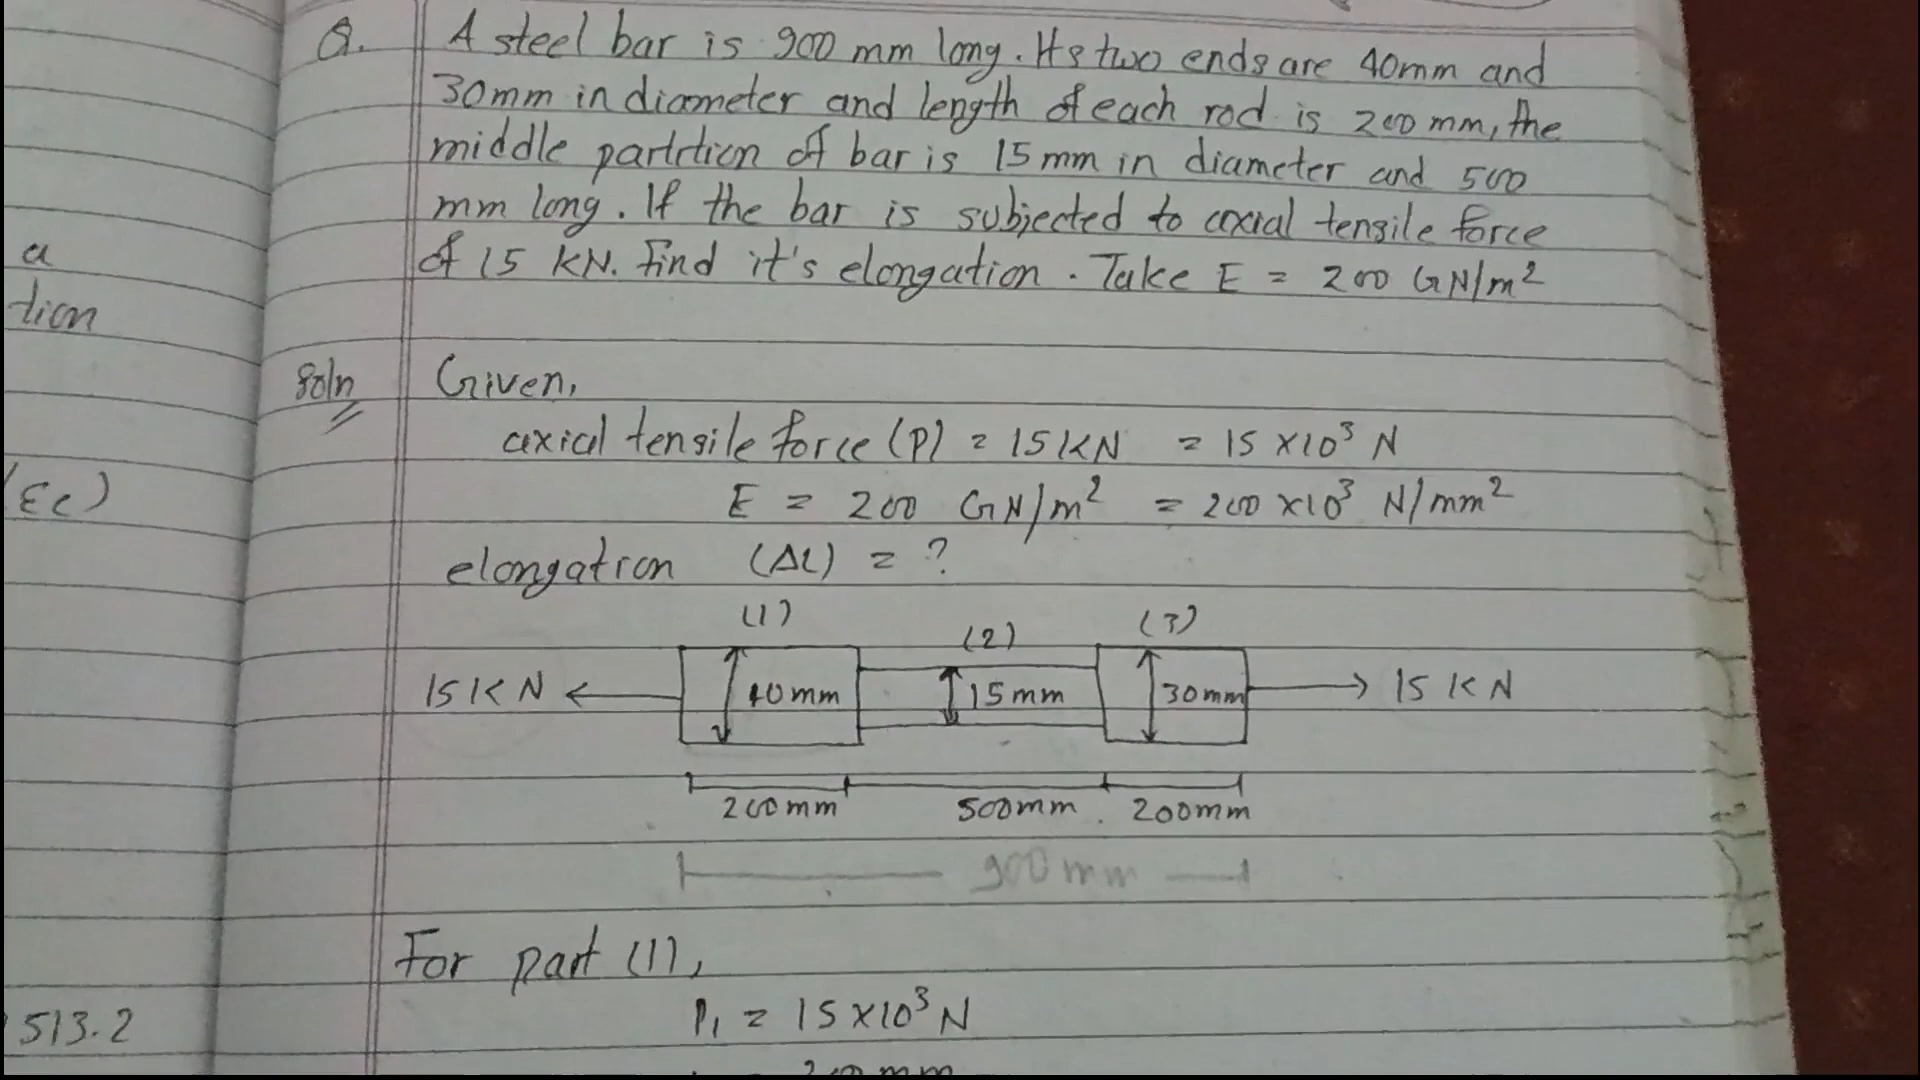 Q. A steel bar is 900 mm long. Its two ends are 40mm and
30mm in diameter and length of each rod is 200 mm, the
middle partition of bar is 15 mm in diameter and 500
mm long. If the bar is subjected to axial tensile force
of 15 KN. find it's elongation. Take E = 200 GN/m²
a
tion
Soln Given,
axial tensile force (P) = 15 KN = 15 ×10³ N
(Ec)
E = 200 GN/m² = 200 ×10³ N/mm²
elongation (ΔL) = ?
(1) (2) (3)
15 KN 40mm 15mm 30mm 15 KN
200mm 500mm 200mm
900 mm
For part (1),
513.2
P₁ = 15 ×10³ N